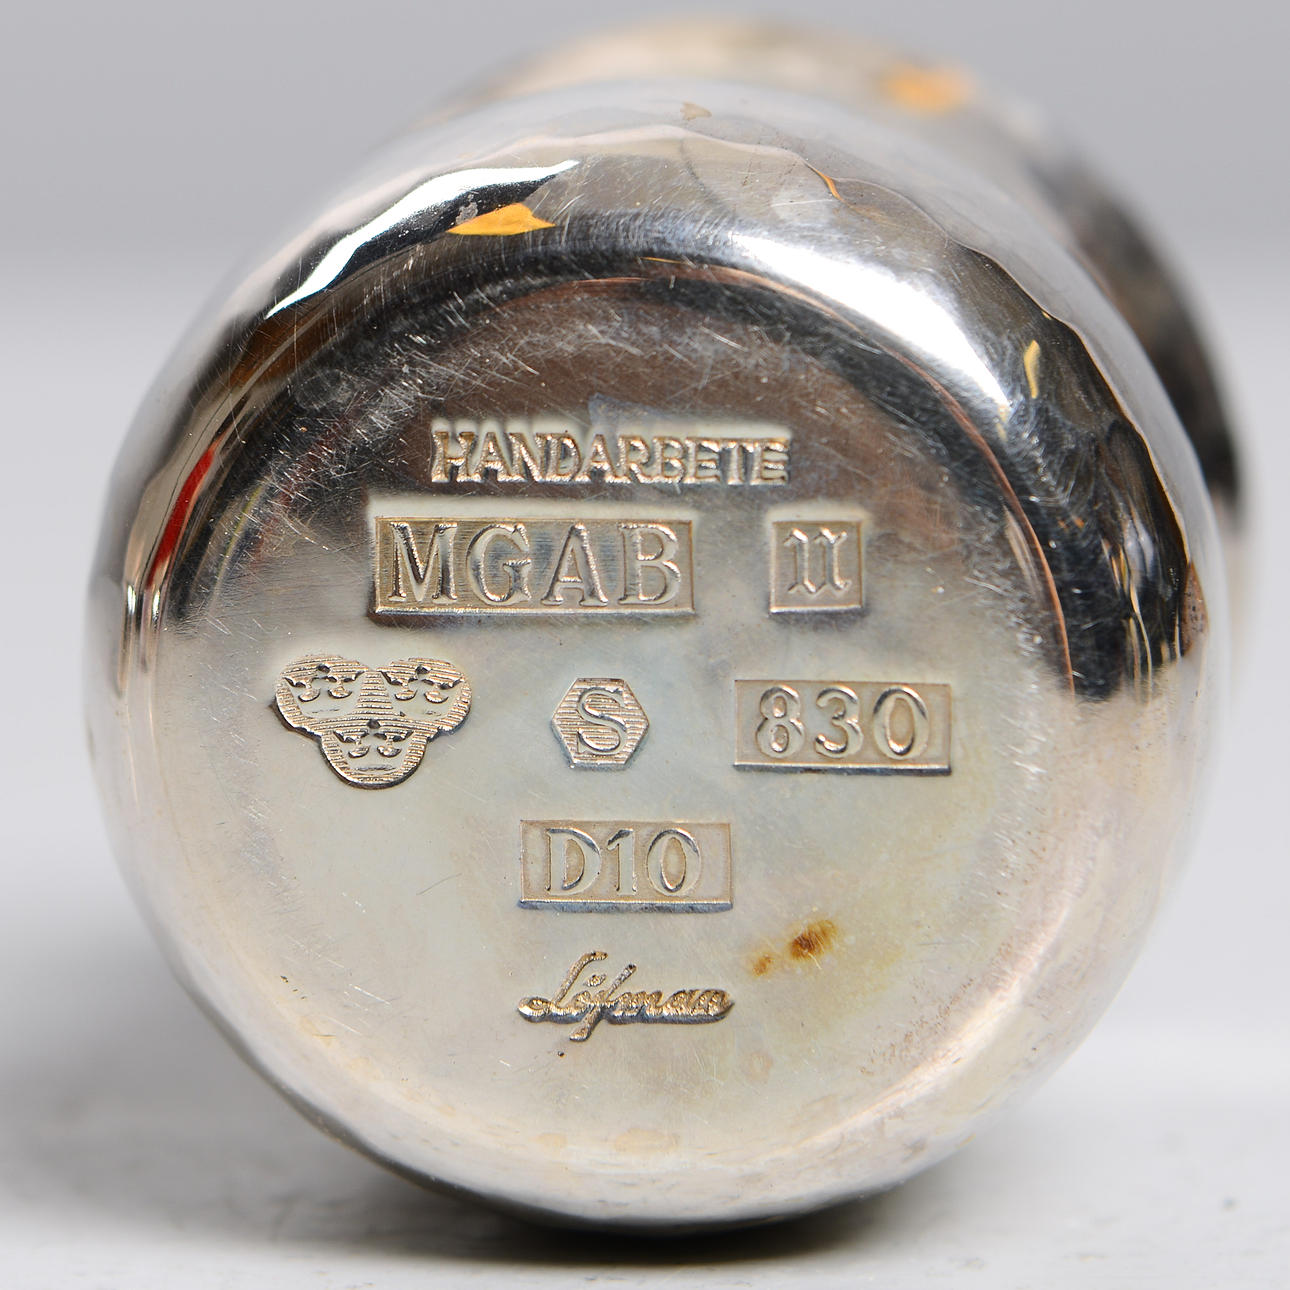 HANDARBETE
MGAB u
S 830
D10
Löfman